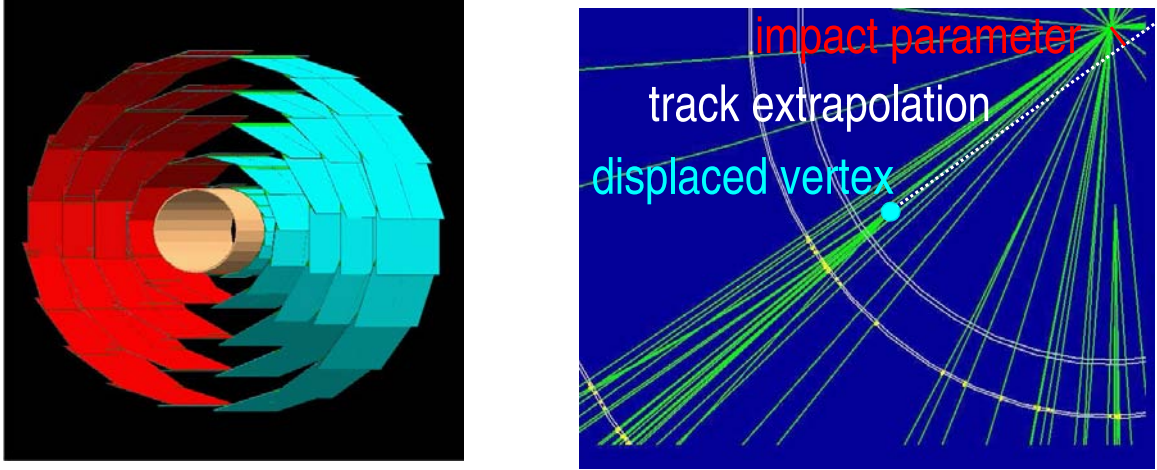 impact parameter
track extrapolation
displaced vertex